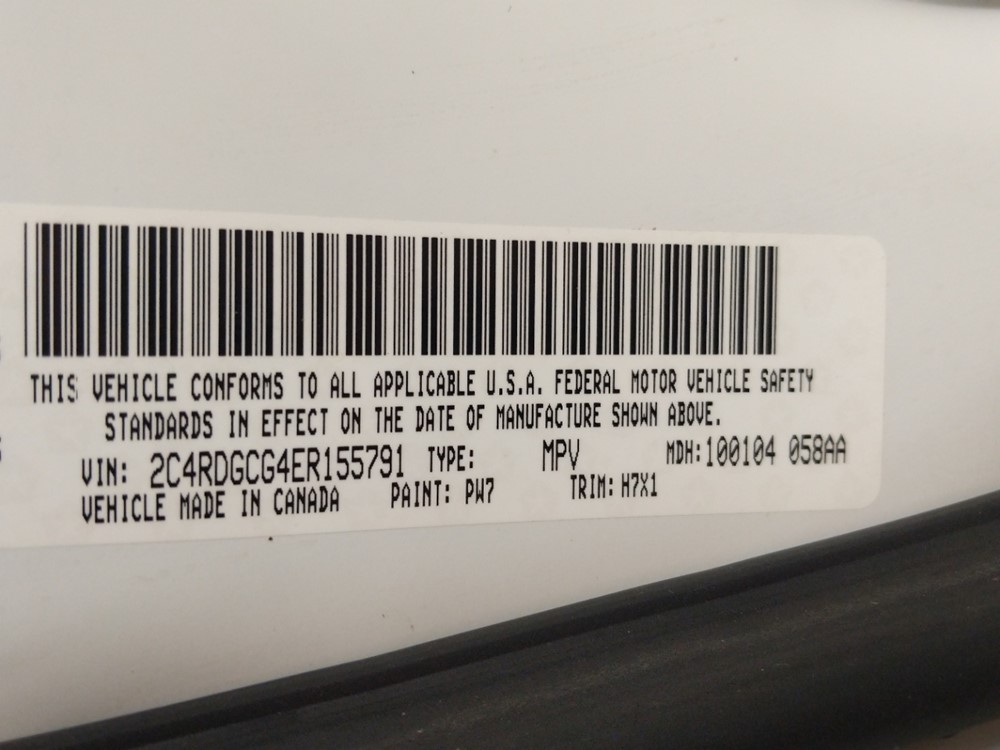 THIS VEHICLE CONFORMS TO ALL APPLICABLE U.S.A. FEDERAL MOTOR VEHICLE SAFETY
STANDARDS IN EFFECT ON THE DATE OF MANUFACTURE SHOWN ABOVE.
VIN: 2C4RDGCG4ER155791 TYPE: MPV MDH:100104 058AA
VEHICLE MADE IN CANADA PAINT: PW7 TRIM: H7X1